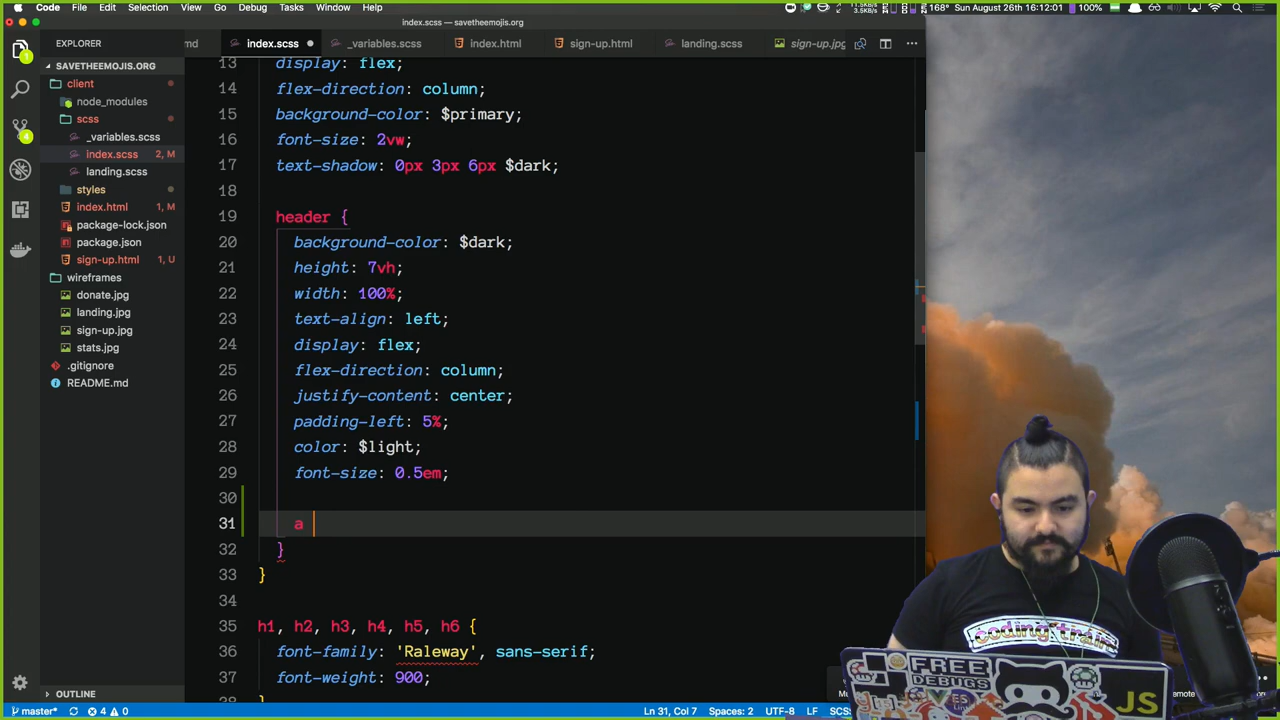 Code File Edit Selection View Go Debug Tasks Window Help
168° Sun August 26th 16:12:01 100%
index.scss — savetheemojis.org
EXPLORER
md index.scss _variables.scss index.html sign-up.html landing.scss sign-up.jpg
SAVETHEEMOJIS.ORG
client
node_modules
scss
_variables.scss
index.scss 2, M
landing.scss
styles
index.html 1, M
package-lock.json
package.json
sign-up.html 1, U
wireframes
donate.jpg
landing.jpg
sign-up.jpg
stats.jpg
.gitignore
README.md
OUTLINE
13 display: flex;
14 flex-direction: column;
15 background-color: $primary;
16 font-size: 2vw;
17 text-shadow: 0px 3px 6px $dark;
18
19 header {
20 background-color: $dark;
21 height: 7vh;
22 width: 100%;
23 text-align: left;
24 display: flex;
25 flex-direction: column;
26 justify-content: center;
27 padding-left: 5%;
28 color: $light;
29 font-size: 0.5em;
30
31 a
32 }
33 }
34
35 h1, h2, h3, h4, h5, h6 {
36 font-family: 'Raleway', sans-serif;
37 font-weight: 900;
master* 4 0 Ln 31, Col 7 Spaces: 2 UTF-8 LF
coding train
FREE
DEBUGS
JS